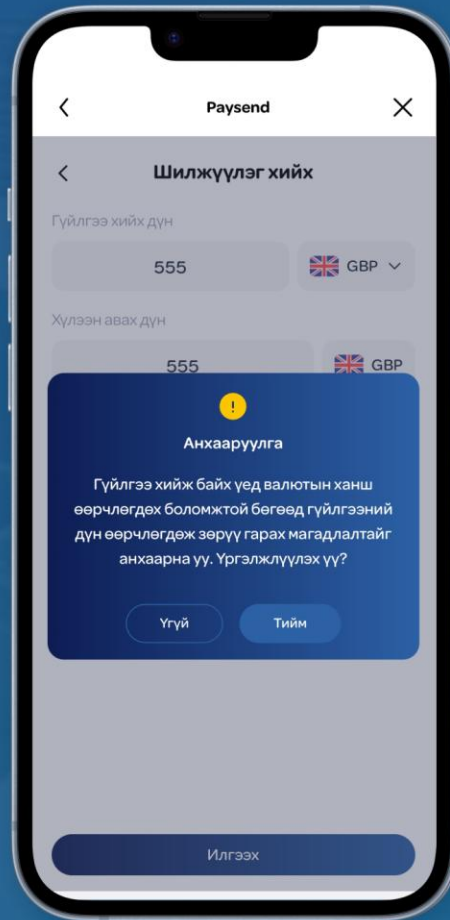 Paysend
Шилжүүлэг хийх
Гүйлгээ хийх дүн
555
GBP
Хүлээн авах дүн
555
GBP
!
Анхааруулга
Гүйлгээ хийж байх үед валютын ханш
өөрчлөгдөх боломжтой бөгөөд гүйлгээний
дүн өөрчлөгдөж зөрүү гарах магадлалтайг
анхаарна уу. Үргэлжлүүлэх үү?
Үгүй
Тийм
Илгээх